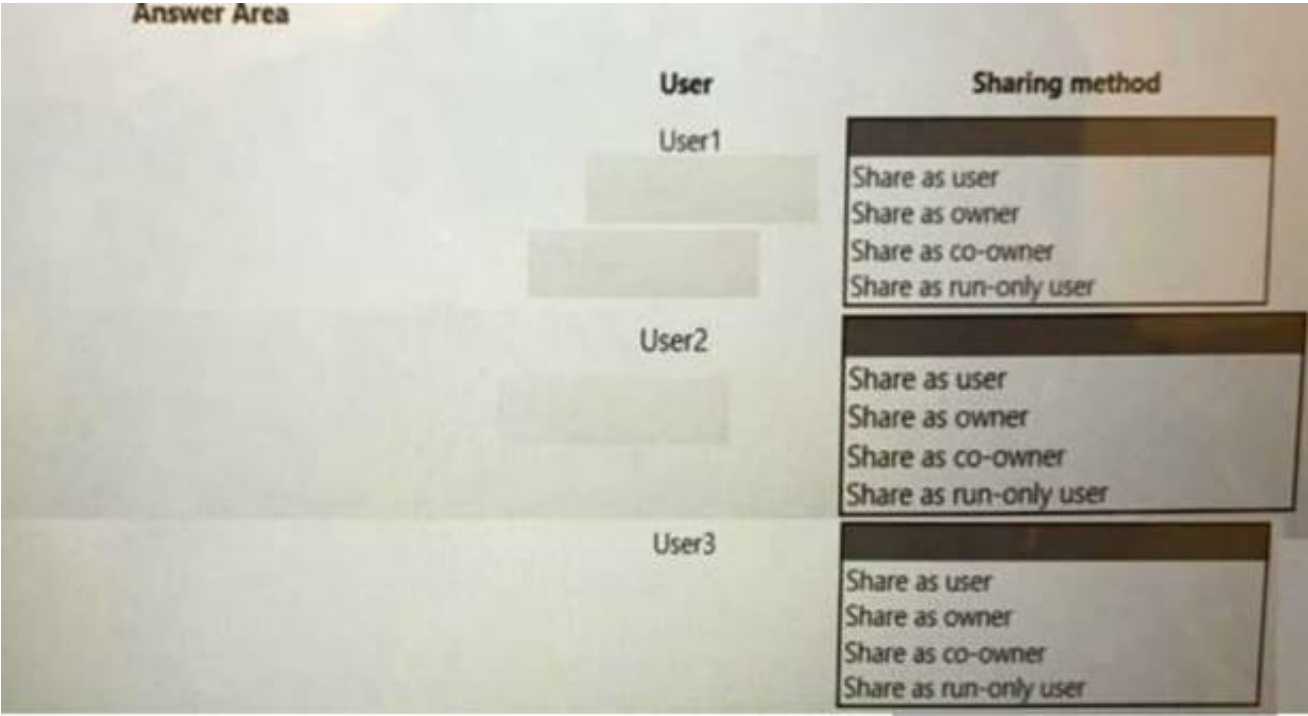 Answer Area
User Sharing method
User1
Share as user
Share as owner
Share as co-owner
Share as run-only user
User2
Share as user
Share as owner
Share as co-owner
Share as run-only user
User3
Share as user
Share as owner
Share as co-owner
Share as run-only user